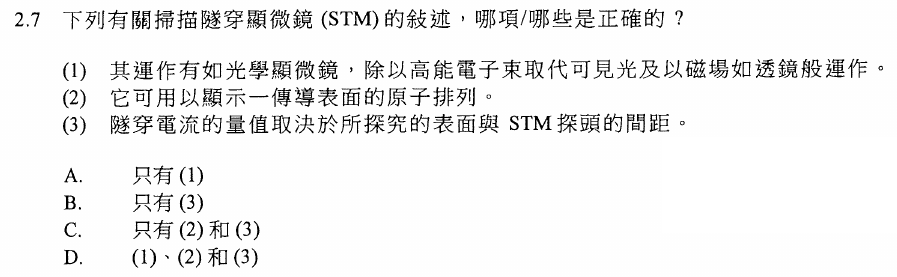 2.7 下列有關掃描隧穿顯微鏡 (STM) 的敍述，哪項/哪些是正確的？
(1) 其運作有如光學顯微鏡，除以高能電子束取代可見光及以磁場如透鏡般運作。
(2) 它可用以顯示一傳導表面的原子排列。
(3) 隧穿電流的量值取決於所探究的表面與 STM 探頭的間距。
A. 只有 (1)
B. 只有 (3)
C. 只有 (2) 和 (3)
D. (1)、(2) 和 (3)